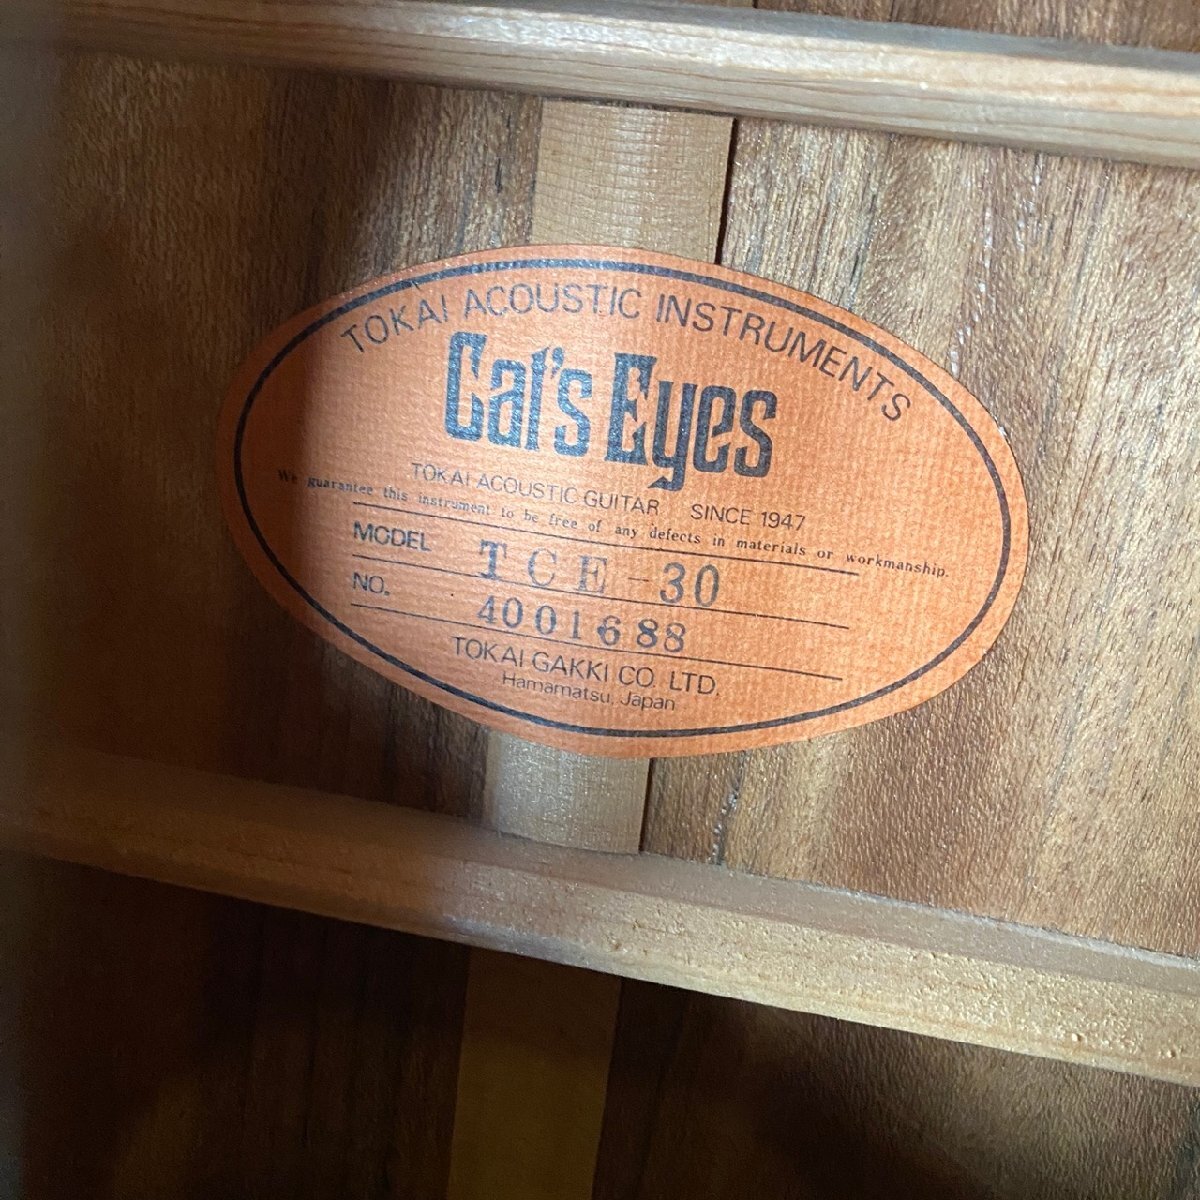 TOKAI ACOUSTIC INSTRUMENTS
Cat's Eyes
TOKAI ACOUSTIC GUITAR SINCE 1947
We guarantee this instrument to be free of any defects in materials or workmanship.
MODEL TCE-30
NO. 4001688
TOKAI GAKKI CO. LTD.
Hamamatsu, Japan